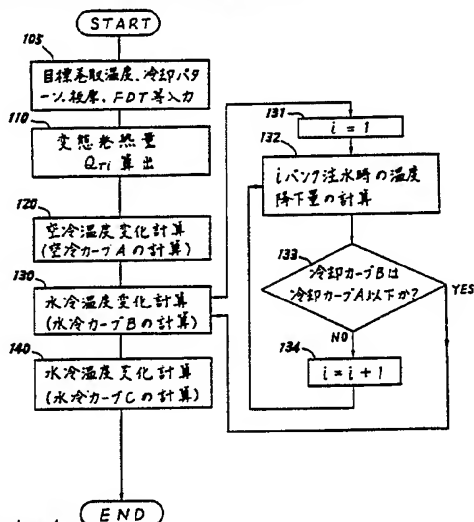 START
105
目標巻取温度、冷却パタ
ーン、板厚、FDT等入力
110
変態発熱量
QTi 算出
120
空冷温度変化計算
(空冷カーブAの計算)
130
水冷温度変化計算
(水冷カーブBの計算)
140
水冷温度変化計算
(水冷カーブCの計算)
END
131
i = 1
132
iバンク注水時の温度
降下量の計算
133
冷却カーブBは
冷却カーブA以下か?
YES
NO
134
i = i + 1